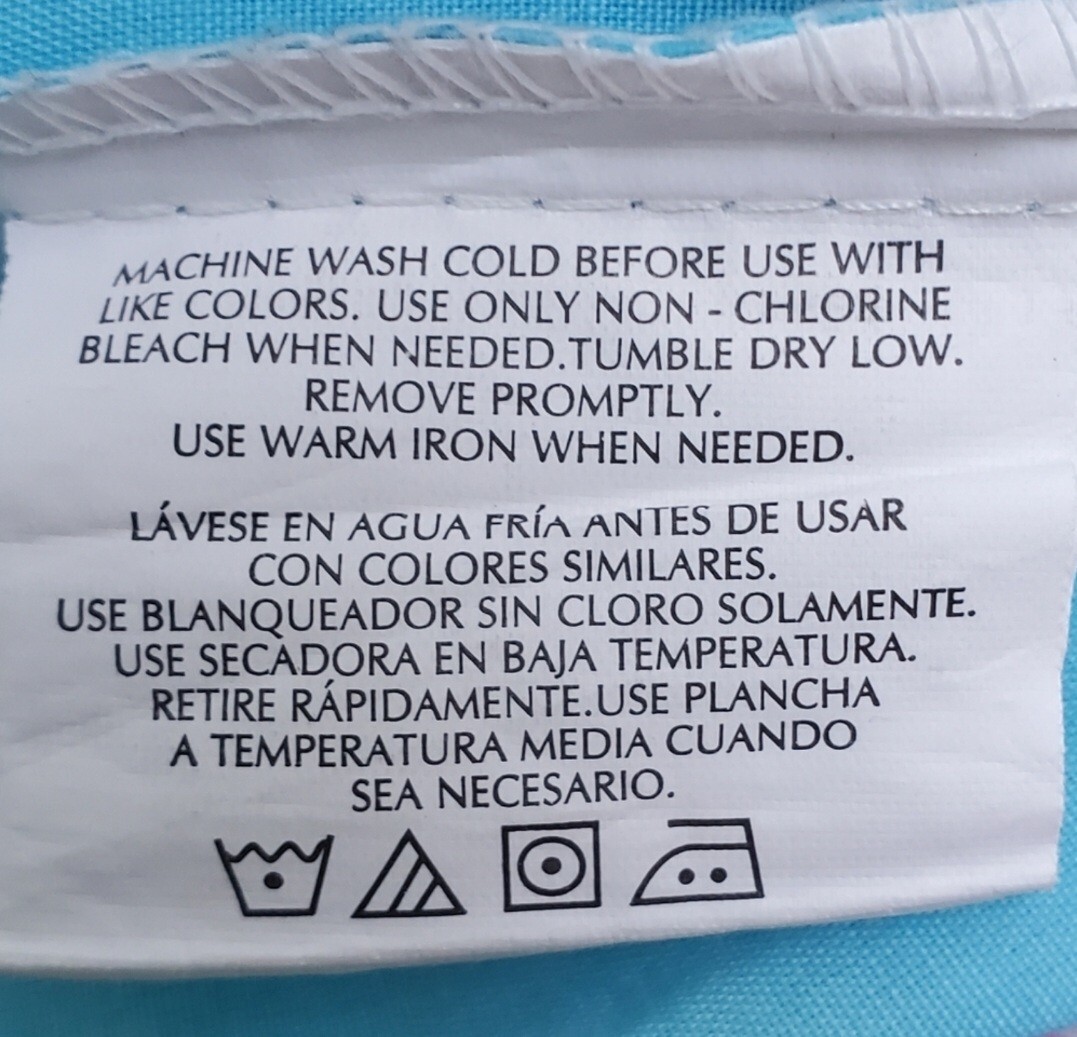 MACHINE WASH COLD BEFORE USE WITH
LIKE COLORS. USE ONLY NON - CHLORINE
BLEACH WHEN NEEDED.TUMBLE DRY LOW.
REMOVE PROMPTLY.
USE WARM IRON WHEN NEEDED.
LÁVESE EN AGUA FRÍA ANTES DE USAR
CON COLORES SIMILARES.
USE BLANQUEADOR SIN CLORO SOLAMENTE.
USE SECADORA EN BAJA TEMPERATURA.
RETIRE RÁPIDAMENTE.USE PLANCHA
A TEMPERATURA MEDIA CUANDO
SEA NECESARIO.